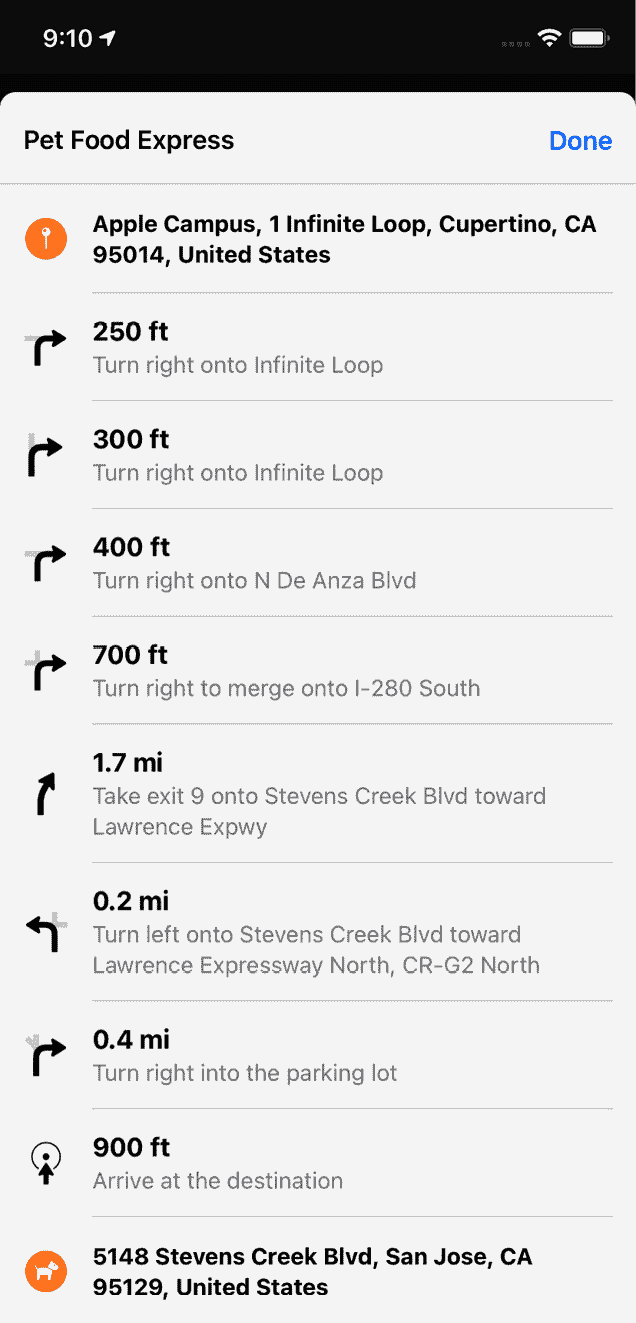 9:10
Pet Food Express
Done
Apple Campus, 1 Infinite Loop, Cupertino, CA
95014, United States
250 ft
Turn right onto Infinite Loop
300 ft
Turn right onto Infinite Loop
400 ft
Turn right onto N De Anza Blvd
700 ft
Turn right to merge onto I-280 South
1.7 mi
Take exit 9 onto Stevens Creek Blvd toward
Lawrence Expwy
0.2 mi
Turn left onto Stevens Creek Blvd toward
Lawrence Expressway North, CR-G2 North
0.4 mi
Turn right into the parking lot
900 ft
Arrive at the destination
5148 Stevens Creek Blvd, San Jose, CA
95129, United States